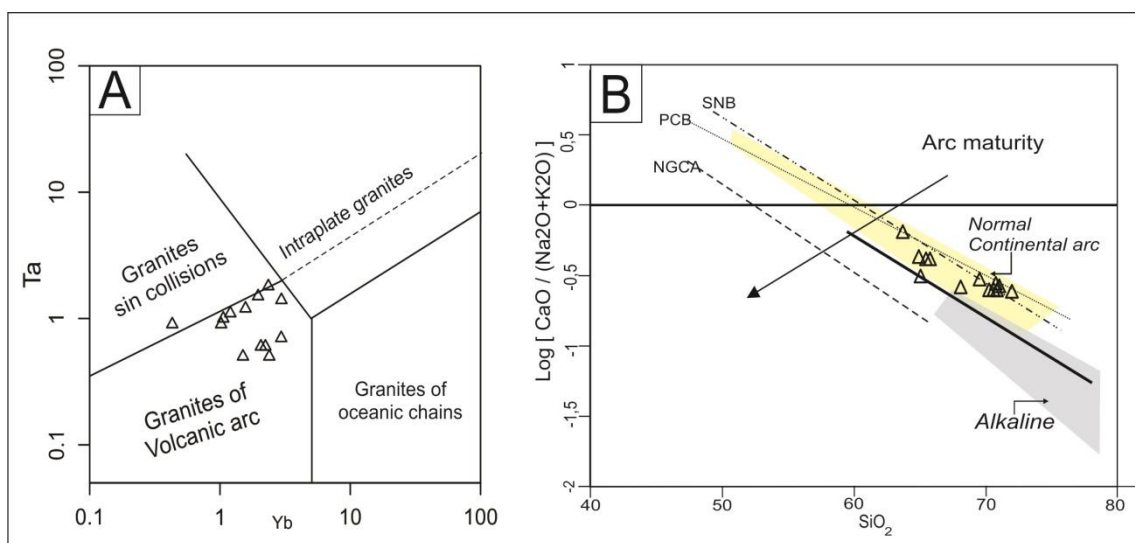 A
100
10
1
0.1
Ta
Granites
sin collisions
Intraplate granites
Granites of
Volcanic arc
Granites of
oceanic chains
0.1
1
10
100
Yb
B
1
0,5
0
-0,5
-1
-1,5
-2
Log [ CaO / (Na2O+K2O) ]
SNB
PCB
NGCA
Arc maturity
Normal
Continental arc
Alkaline
40
50
60
70
80
SiO2